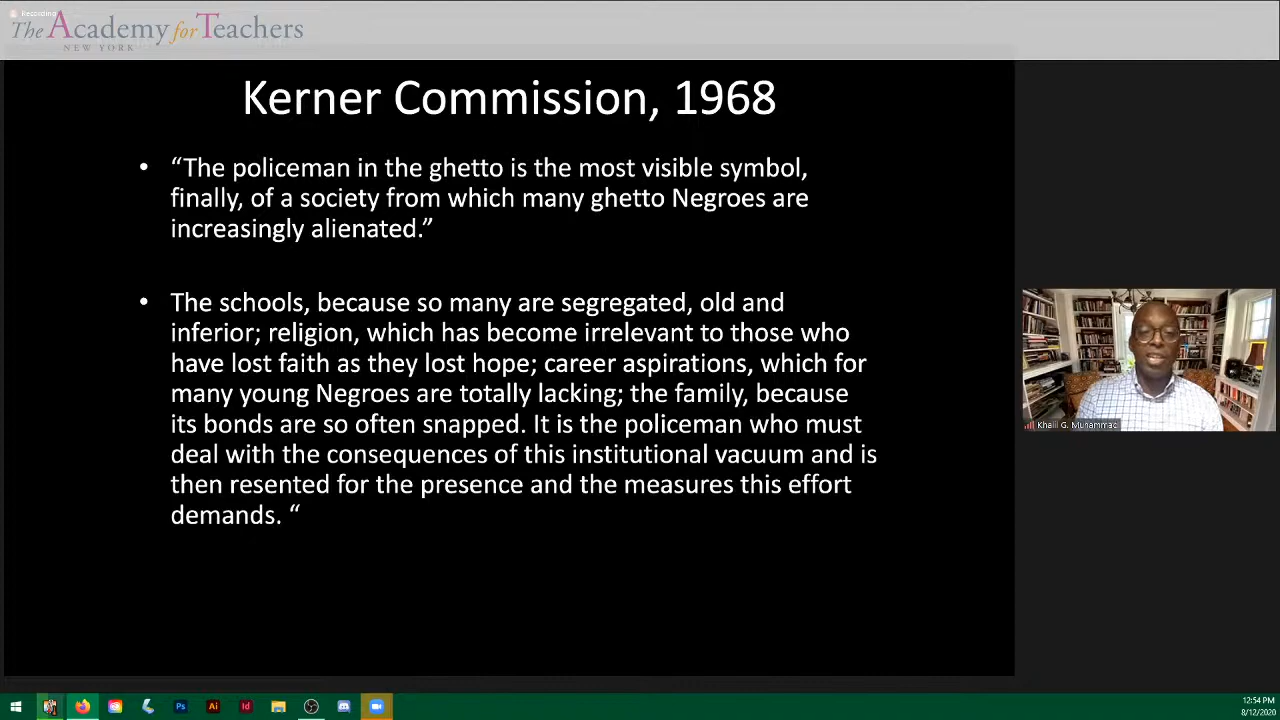 Recording
The Academy for Teachers
NEW YORK
Kerner Commission, 1968
• “The policeman in the ghetto is the most visible symbol,
finally, of a society from which many ghetto Negroes are
increasingly alienated.”
• The schools, because so many are segregated, old and
inferior; religion, which has become irrelevant to those who
have lost faith as they lost hope; career aspirations, which for
many young Negroes are totally lacking; the family, because
its bonds are so often snapped. It is the policeman who must
deal with the consequences of this institutional vacuum and is
then resented for the presence and the measures this effort
demands. “
Khalil G. Muhammad
Ps Ai Id
12:54 PM
8/12/2020